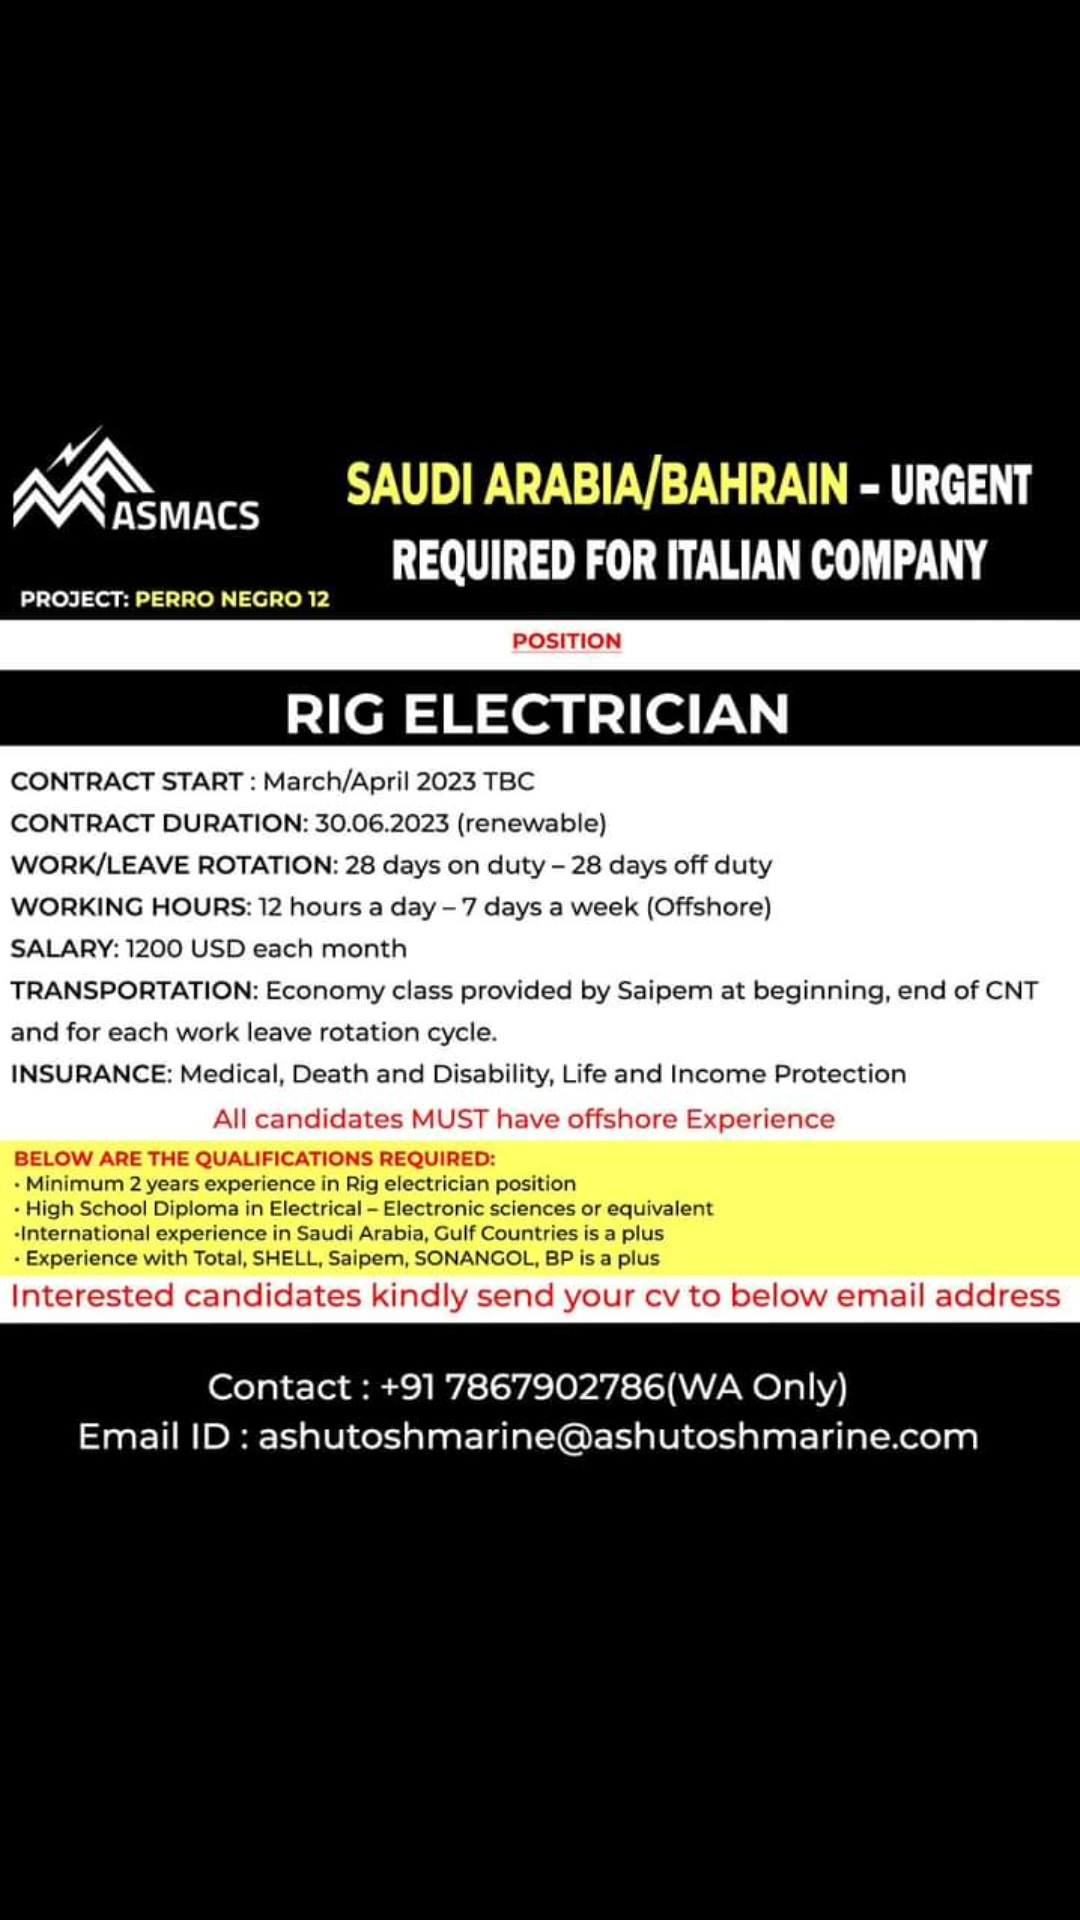 ASMACS
SAUDI ARABIA/BAHRAIN – URGENT
REQUIRED FOR ITALIAN COMPANY
PROJECT: PERRO NEGRO 12
POSITION
RIG ELECTRICIAN
CONTRACT START : March/April 2023 TBC
CONTRACT DURATION: 30.06.2023 (renewable)
WORK/LEAVE ROTATION: 28 days on duty – 28 days off duty
WORKING HOURS: 12 hours a day – 7 days a week (Offshore)
SALARY: 1200 USD each month
TRANSPORTATION: Economy class provided by Saipem at beginning, end of CNT
and for each work leave rotation cycle.
INSURANCE: Medical, Death and Disability, Life and Income Protection
All candidates MUST have offshore Experience
BELOW ARE THE QUALIFICATIONS REQUIRED:
· Minimum 2 years experience in Rig electrician position
· High School Diploma in Electrical – Electronic sciences or equivalent
·International experience in Saudi Arabia, Gulf Countries is a plus
· Experience with Total, SHELL, Saipem, SONANGOL, BP is a plus
Interested candidates kindly send your cv to below email address
Contact : +91 7867902786(WA Only)
Email ID : ashutoshmarine@ashutoshmarine.com